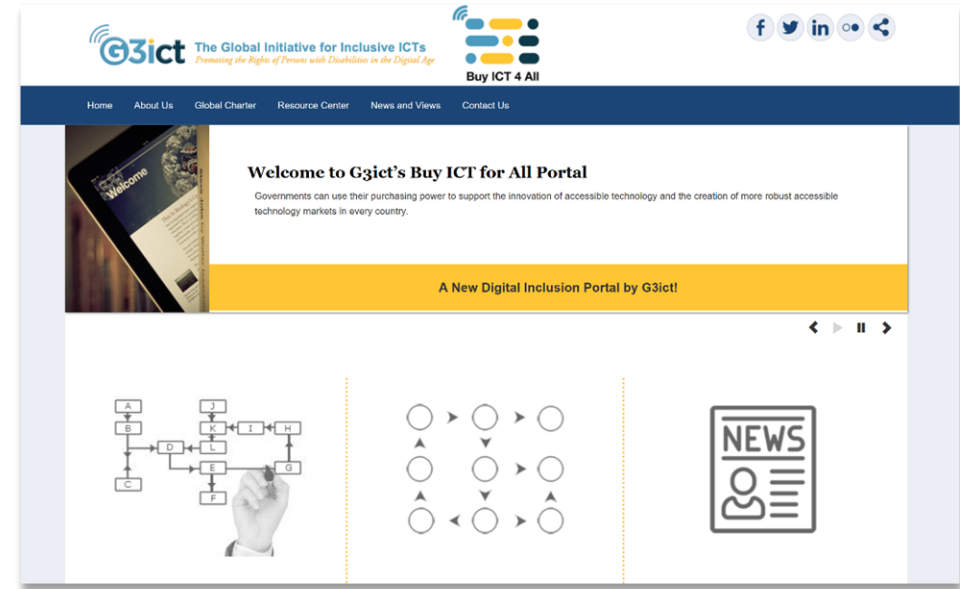 G3ict
The Global Initiative for Inclusive ICTs
Promoting the Rights of Persons with Disabilities in the Digital Age
Buy ICT 4 All
Home About Us Global Charter Resource Center News and Views Contact Us
Welcome
Welcome to G3ict's Buy ICT for All Portal
Governments can use their purchasing power to support the innovation of accessible technology and the creation of more robust accessible
technology markets in every country.
A New Digital Inclusion Portal by G3ict!
A J
B K I H
D L
E G
C F
NEWS